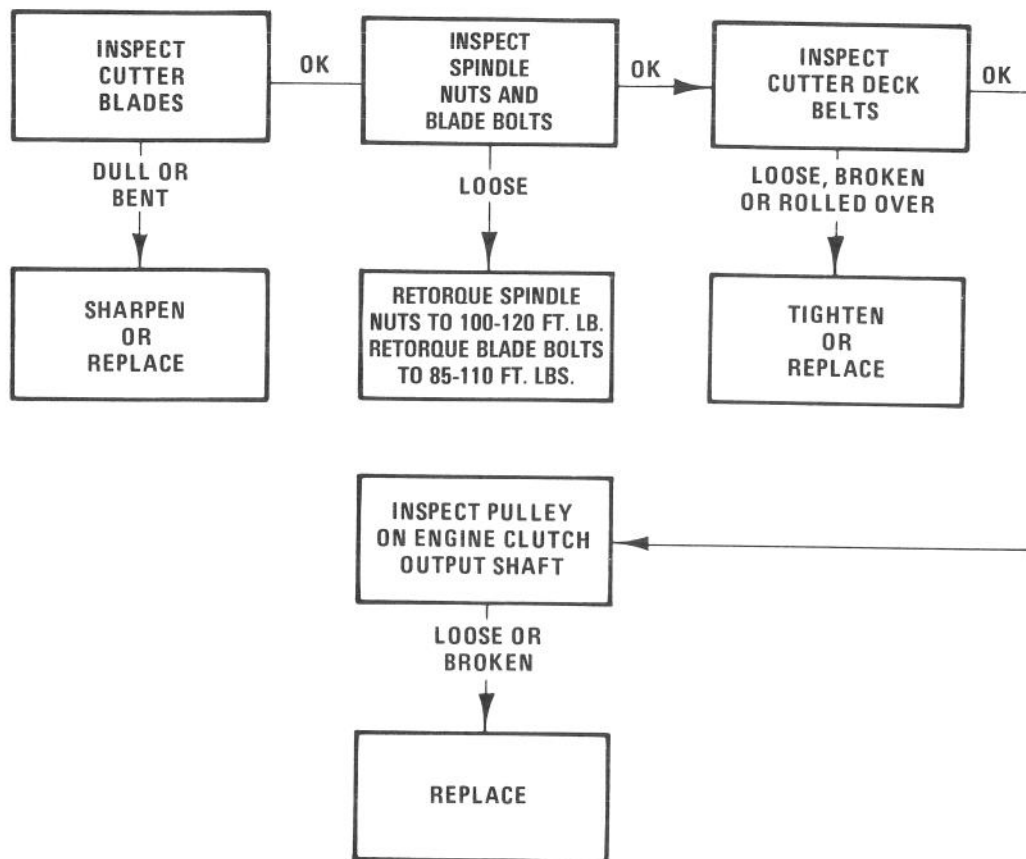 INSPECT
CUTTER
BLADES
OK
INSPECT
SPINDLE
NUTS AND
BLADE BOLTS
OK
INSPECT
CUTTER DECK
BELTS
OK
DULL OR
BENT
LOOSE
LOOSE, BROKEN
OR ROLLED OVER
SHARPEN
OR
REPLACE
RETORQUE SPINDLE
NUTS TO 100-120 FT. LB.
RETORQUE BLADE BOLTS
TO 85-110 FT. LBS.
TIGHTEN
OR
REPLACE
INSPECT PULLEY
ON ENGINE CLUTCH
OUTPUT SHAFT
LOOSE OR
BROKEN
REPLACE